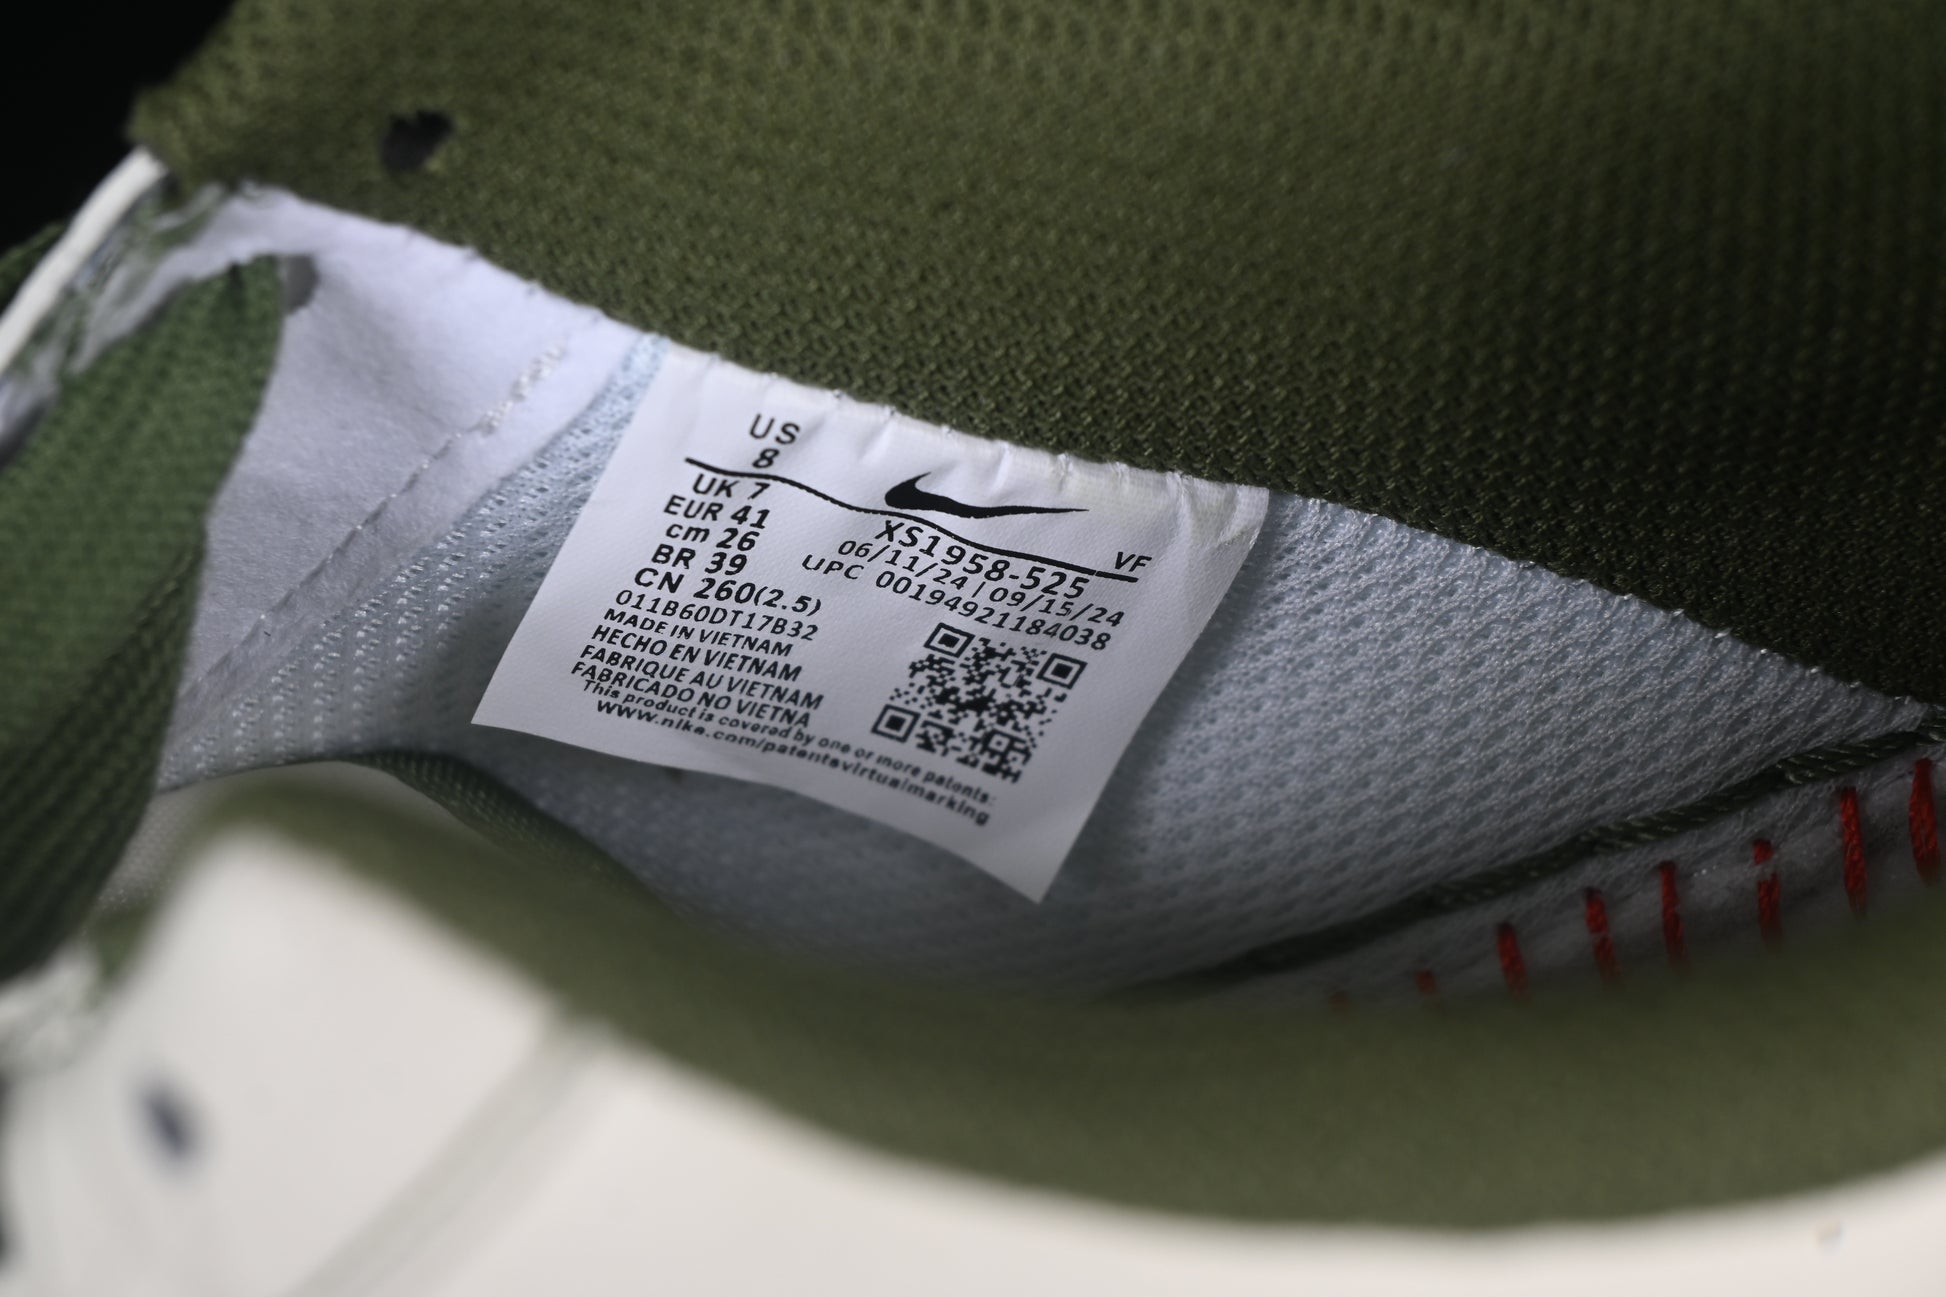 US
8
UK 7
EUR 41
cm 26
BR 39
CN 260(2.5)
011B60DT17B32
MADE IN VIETNAM
HECHO EN VIETNAM
FABRIQUE AU VIETNAM
FABRICADO NO VIETNA
This product is covered by one or more patents:
www.nika.com/patentsvirtualmarking
XS1958-525
VF
06/11/24 | 09/15/24
UPC 00194921184038